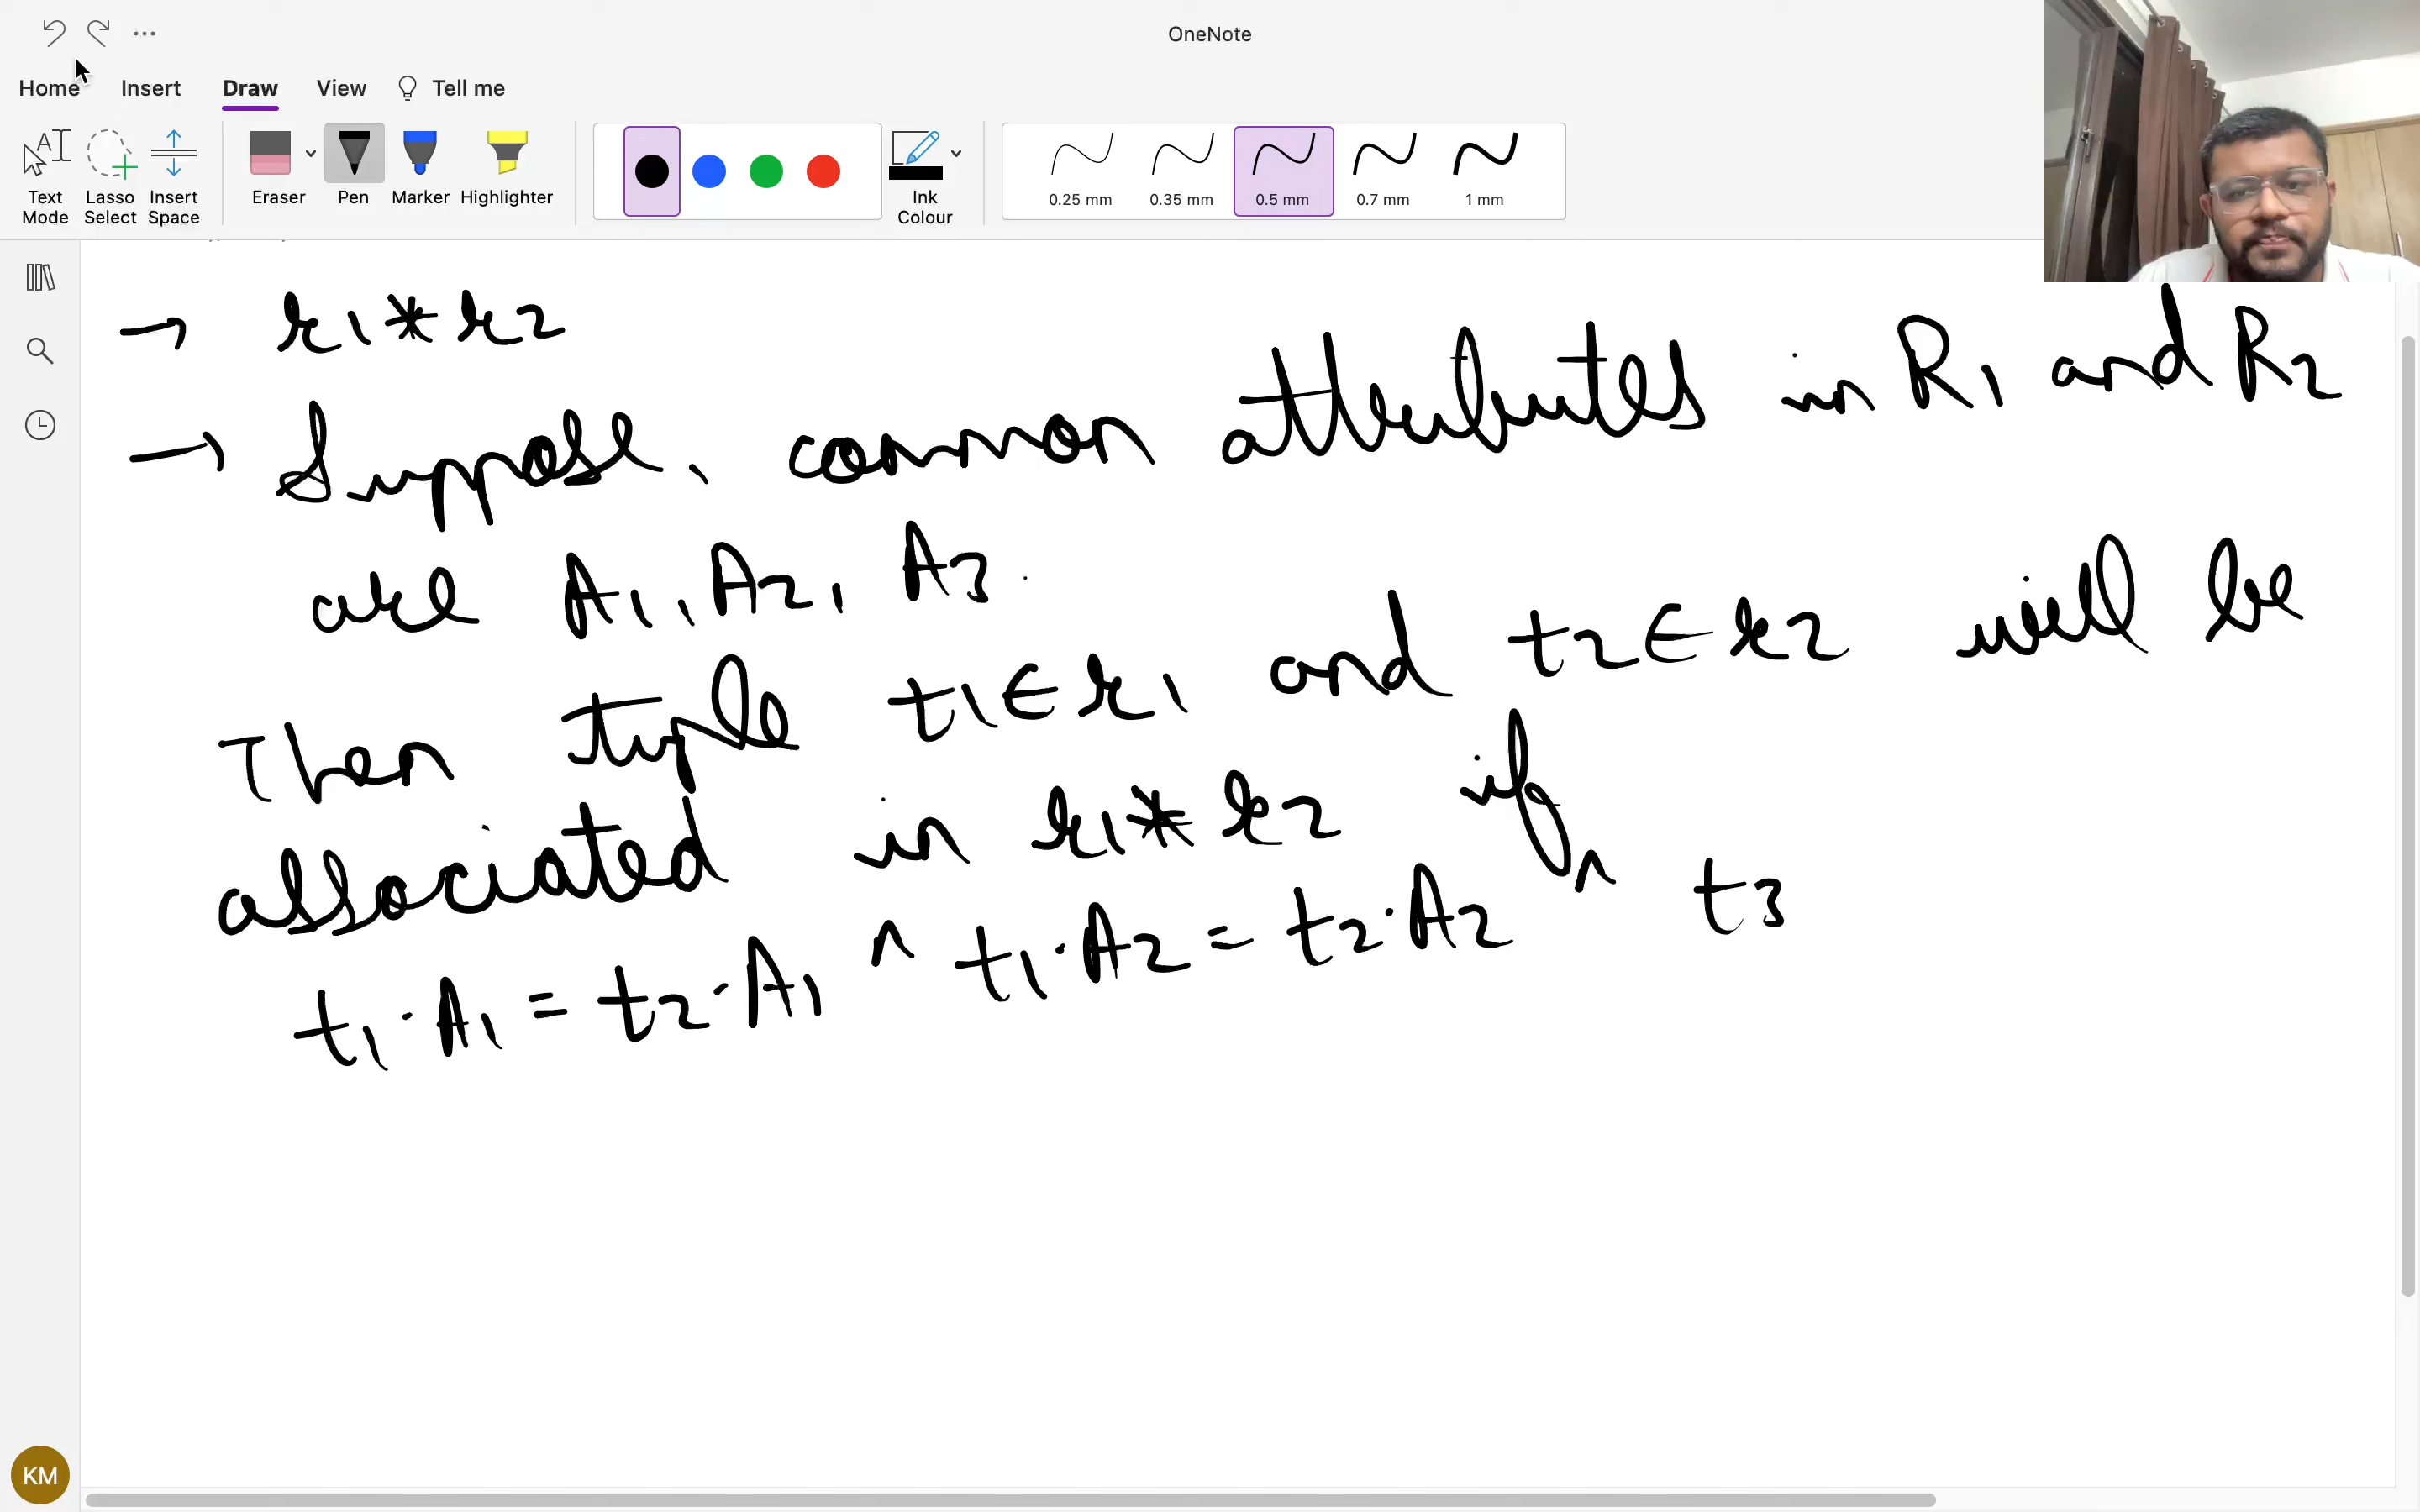 OneNote
Home Insert Draw View Tell me
Text Mode
Lasso Select
Insert Space
Eraser
Pen
Marker
Highlighter
Ink Colour
0.25 mm
0.35 mm
0.5 mm
0.7 mm
1 mm
→ r1 * r2
→ Suppose, common attributes in R1 and R2
are A1, A2, A3.
Then tuple t1 ∈ r1 and t2 ∈ r2 will be
associated in r1 * r2 if
t1.A1 = t2.A1 ^ t1.A2 = t2.A2 ^ t3
KM